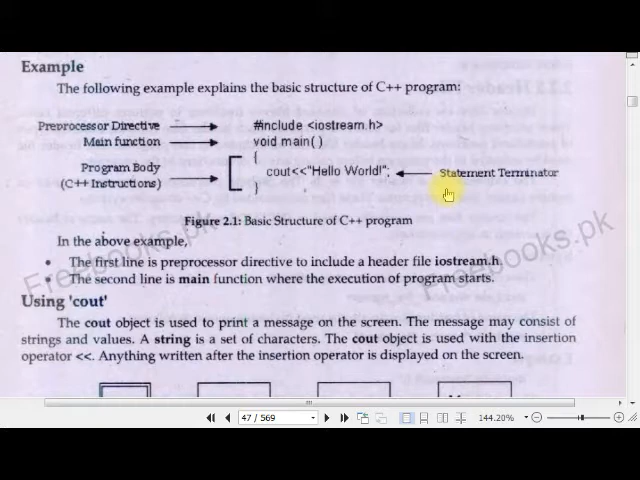 Example
The following example explains the basic structure of C++ program:
Preprocessor Directive
#include <iostream.h>
Main function
void main()
{
Program Body
(C++ Instructions)
cout<<"Hello World!";
Statement Terminator
}
Figure 2.1: Basic Structure of C++ program
In the above example,
• The first line is preprocessor directive to include a header file iostream.h.
• The second line is main function where the execution of program starts.
Using 'cout'
The cout object is used to print a message on the screen. The message may consist of
strings and values. A string is a set of characters. The cout object is used with the insertion
operator <<. Anything written after the insertion operator is displayed on the screen.
Freebooks.pk
Freebooks.pk
47 / 569
144.20%